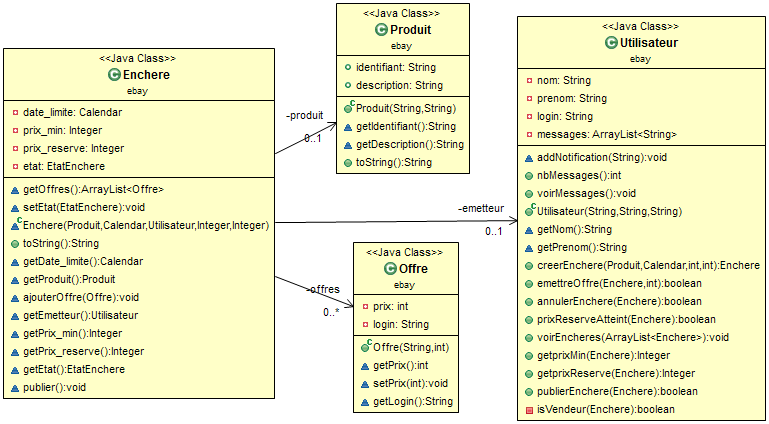 <<Java Class>>
Enchere
ebay
date_limite: Calendar
prix_min: Integer
prix_reserve: Integer
etat: EtatEnchere
getOffres():ArrayList<Offre>
setEtat(EtatEnchere):void
Enchere(Produit,Calendar,Utilisateur,Integer,Integer)
toString():String
getDate_limite():Calendar
getProduit():Produit
ajouterOffre(Offre):void
getEmetteur():Utilisateur
getPrix_min():Integer
getPrix_reserve():Integer
getEtat():EtatEnchere
publier():void
-produit
0..1
-emetteur
0..1
-offres
0..*
<<Java Class>>
Produit
ebay
identifiant: String
description: String
Produit(String,String)
getIdentifiant():String
getDescription():String
toString():String
<<Java Class>>
Offre
ebay
prix: int
login: String
Offre(String,int)
getPrix():int
setPrix(int):void
getLogin():String
<<Java Class>>
Utilisateur
ebay
nom: String
prenom: String
login: String
messages: ArrayList<String>
addNotification(String):void
nbMessages():int
voirMessages():void
Utilisateur(String,String,String)
getNom():String
getPrenom():String
creerEnchere(Produit,Calendar,int,int):Enchere
emettreOffre(Enchere,int):boolean
annulerEnchere(Enchere):boolean
prixReserveAtteint(Enchere):boolean
voirEncheres(ArrayList<Enchere>):void
getprixMin(Enchere):Integer
getprixReserve(Enchere):Integer
publierEnchere(Enchere):boolean
isVendeur(Enchere):boolean